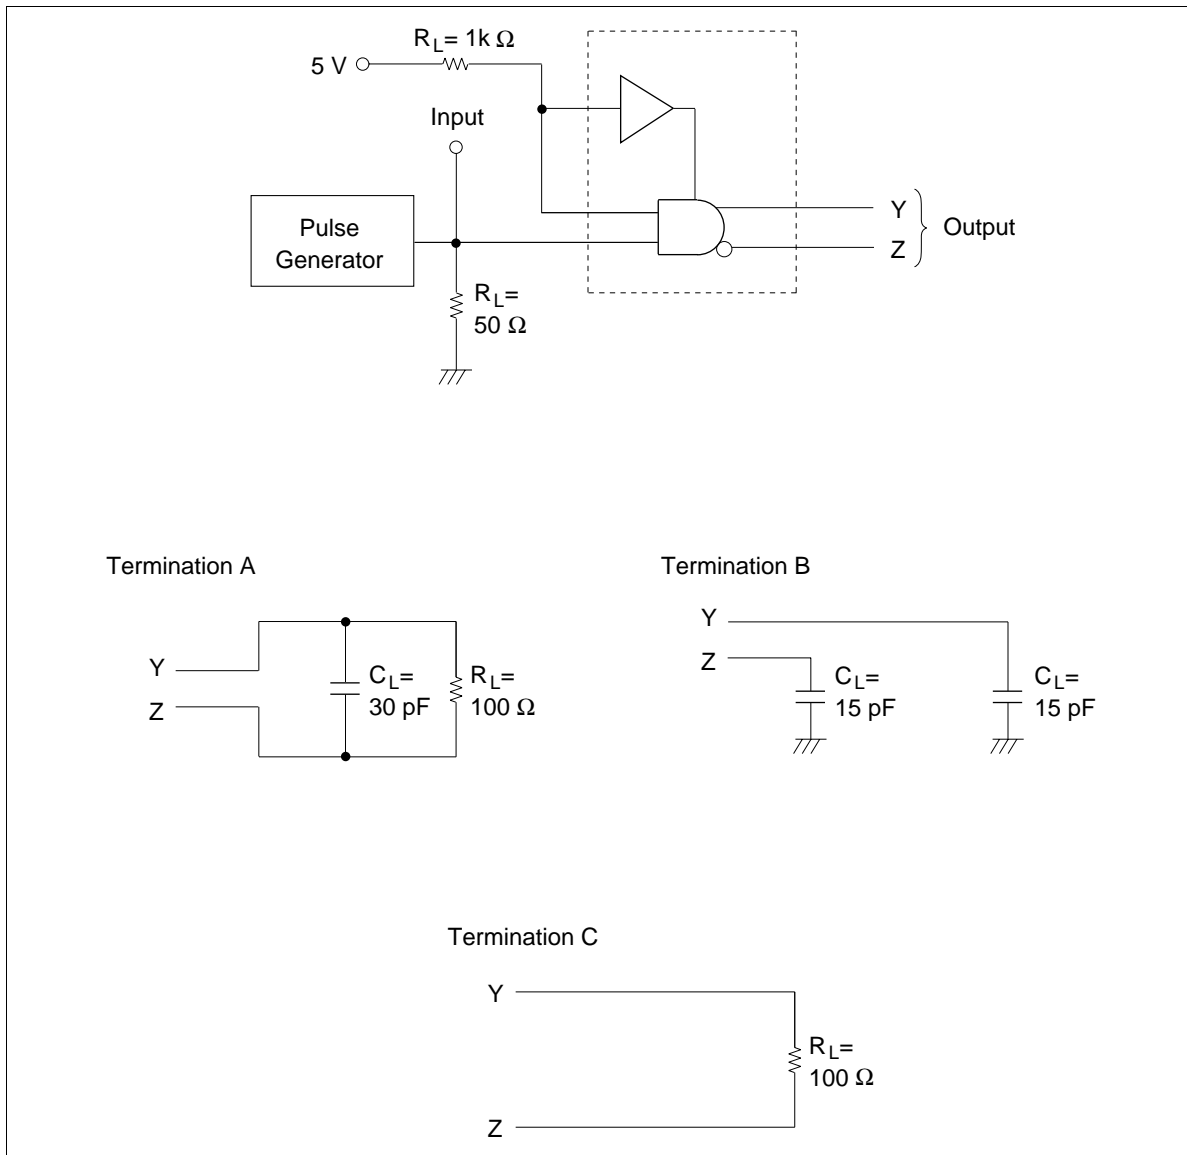 R_L= 1k Ω
5 V
Input
Pulse
Generator
R_L=
50 Ω
Y
Z
Output
Termination A
Y
Z
C_L=
30 pF
R_L=
100 Ω
Termination B
Y
Z
C_L=
15 pF
C_L=
15 pF
Termination C
Y
Z
R_L=
100 Ω